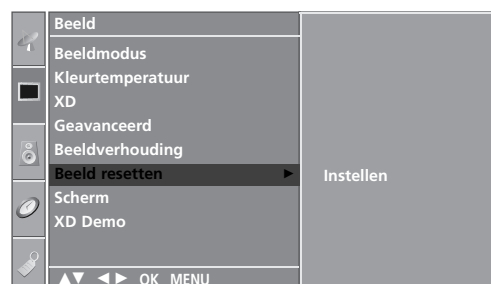 Beeld
Beeldmodus
Kleurtemperatuur
XD
Geavanceerd
Beeldverhouding
Beeld resetten ►
Instellen
Scherm
XD Demo
▲▼ ◄► OK MENU